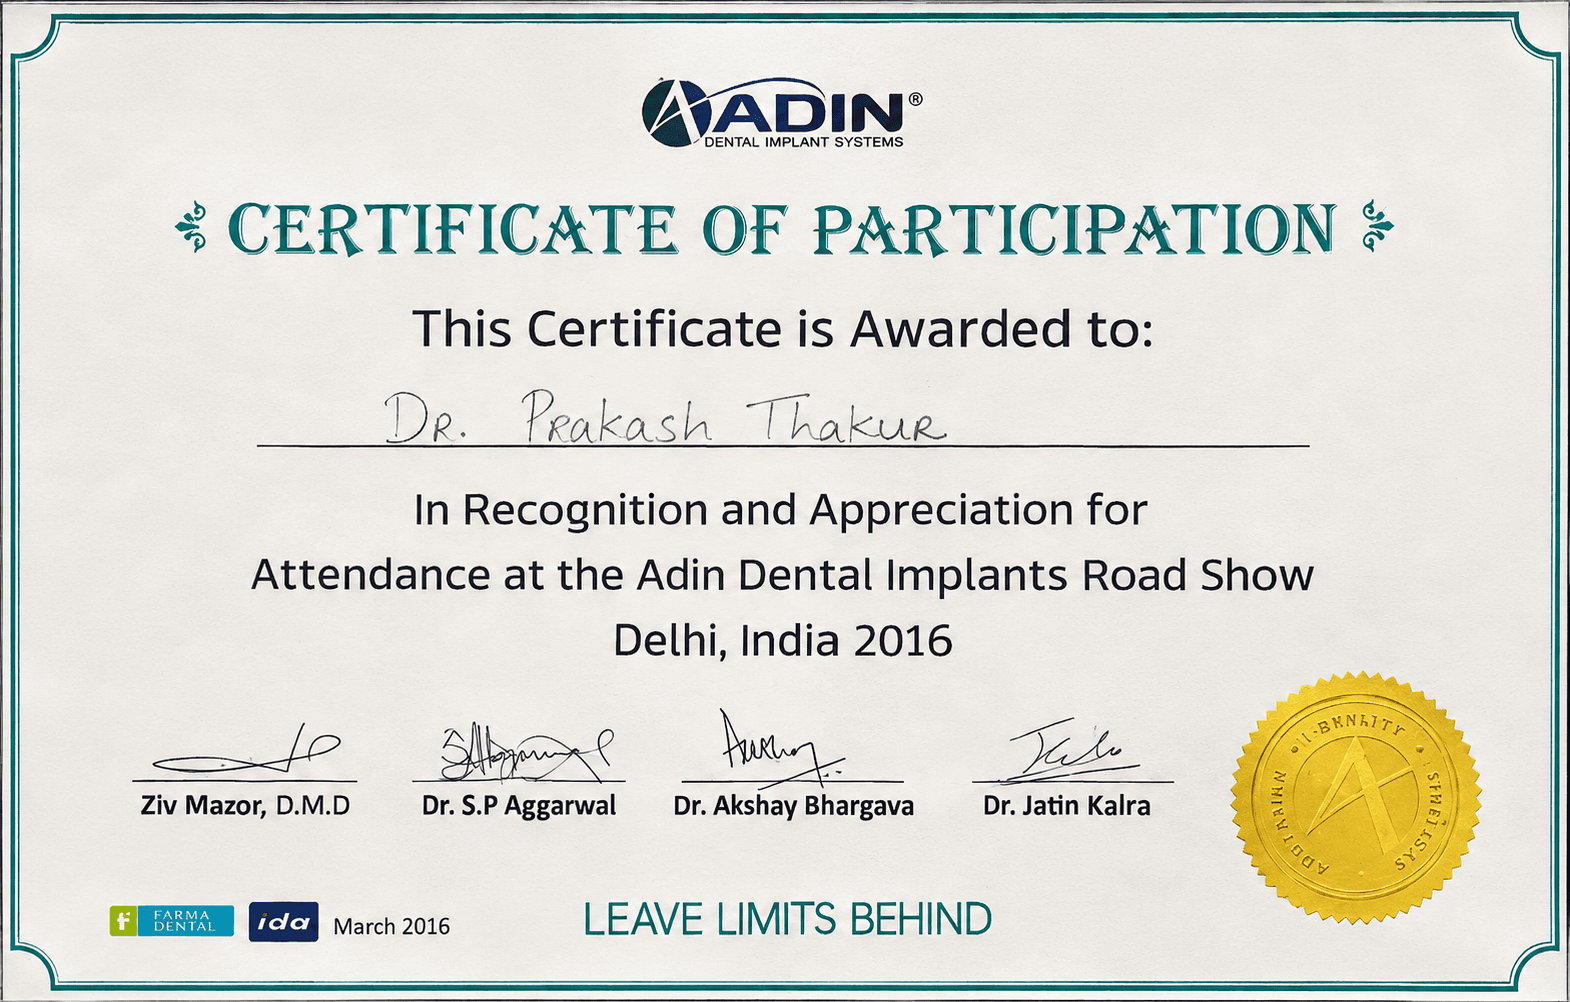 ADIN®
DENTAL IMPLANT SYSTEMS
CERTIFICATE OF PARTICIPATION
This Certificate is Awarded to:
DR. Prakash Thakur
In Recognition and Appreciation for
Attendance at the Adin Dental Implants Road Show
Delhi, India 2016
Ziv Mazor, D.M.D
Dr. S.P Aggarwal
Dr. Akshay Bhargava
Dr. Jatin Kalra
f FARMA
DENTAL
ida
March 2016
LEAVE LIMITS BEHIND